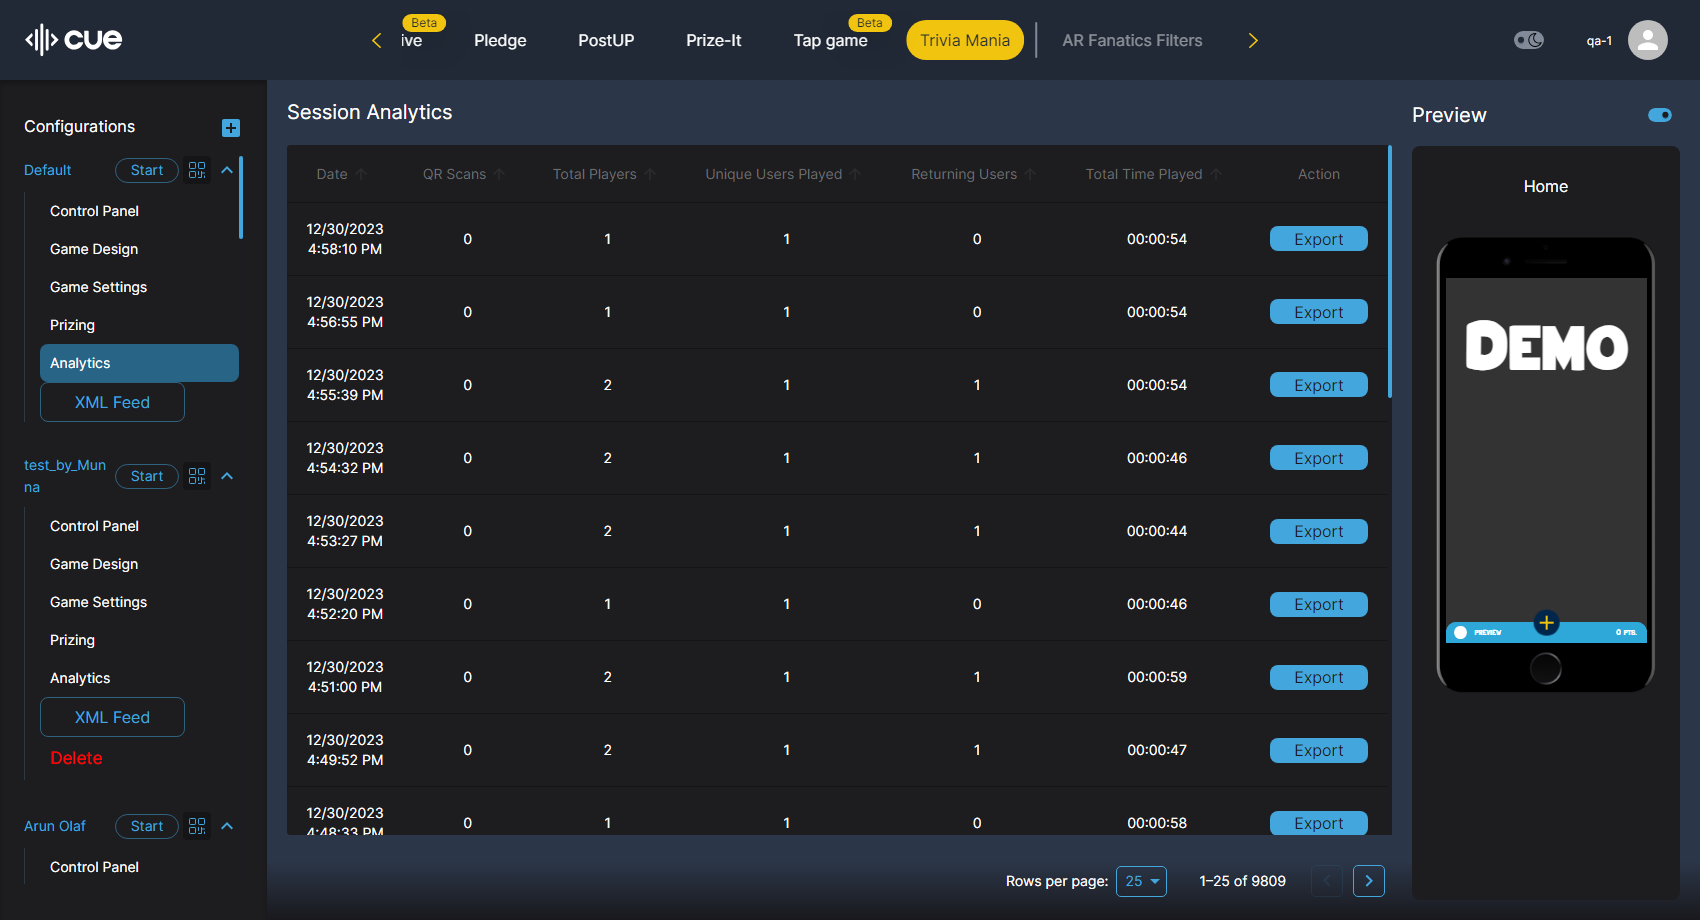 cue
Beta
ive
Pledge
PostUP
Prize-It
Beta
Tap game
Trivia Mania
AR Fanatics Filters
qa-1
Configurations
Default
Start
Control Panel
Game Design
Game Settings
Prizing
Analytics
XML Feed
test_by_Mun
na
Start
Control Panel
Game Design
Game Settings
Prizing
Analytics
XML Feed
Delete
Arun Olaf
Start
Control Panel
Session Analytics
Date QR Scans Total Players Unique Users Played Returning Users Total Time Played Action
12/30/2023
4:58:10 PM 0 1 1 0 00:00:54 Export
12/30/2023
4:56:55 PM 0 1 1 0 00:00:54 Export
12/30/2023
4:55:39 PM 0 2 1 1 00:00:54 Export
12/30/2023
4:54:32 PM 0 2 1 1 00:00:46 Export
12/30/2023
4:53:27 PM 0 2 1 1 00:00:44 Export
12/30/2023
4:52:20 PM 0 1 1 0 00:00:46 Export
12/30/2023
4:51:00 PM 0 2 1 1 00:00:59 Export
12/30/2023
4:49:52 PM 0 2 1 1 00:00:47 Export
12/30/2023
4:48:33 PM 0 1 1 0 00:00:58 Export
Rows per page: 25 1–25 of 9809
Preview
Home
DEMO
PREVIEW
0 PTS.